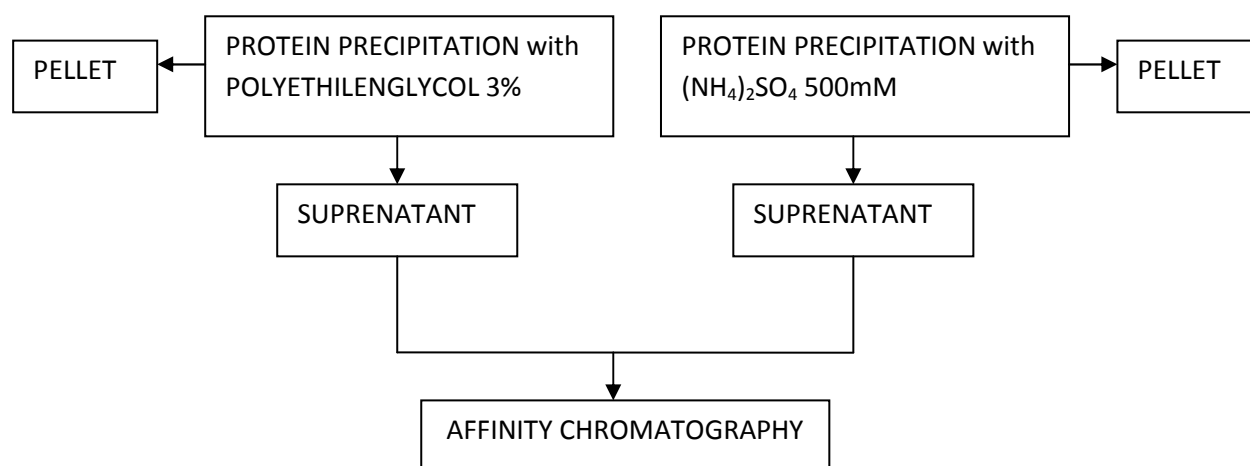 PELLET
PROTEIN PRECIPITATION with
POLYETHILENGLYCOL 3%
PROTEIN PRECIPITATION with
(NH₄)₂SO₄ 500mM
PELLET
SUPRENATANT
SUPRENATANT
AFFINITY CHROMATOGRAPHY